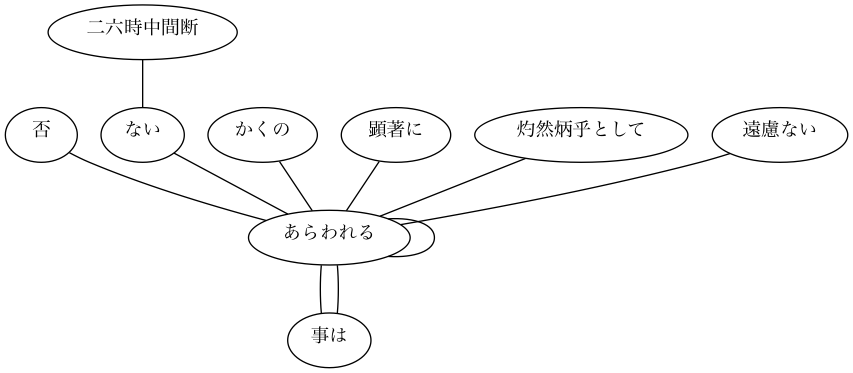 二六時中間断
否
ない
かくの
顕著に
灼然炳乎として
遠慮ない
あらわれる
事は